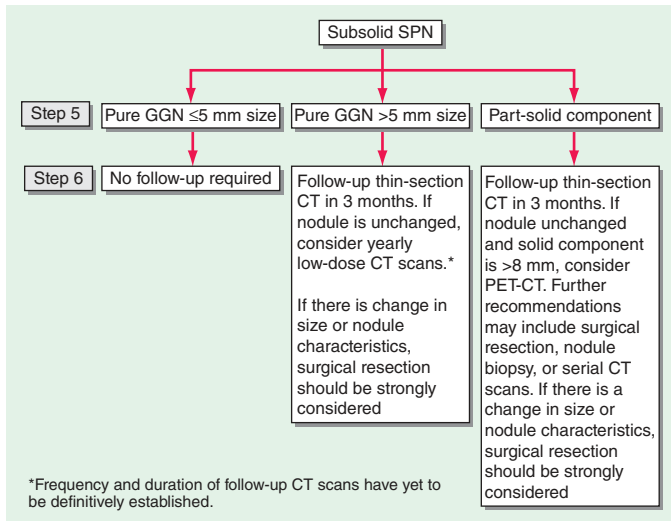 Subsolid SPN
Step 5
Pure GGN ≤5 mm size
Pure GGN >5 mm size
Part-solid component
Step 6
No follow-up required
Follow-up thin-section
CT in 3 months. If
nodule is unchanged,
consider yearly
low-dose CT scans.*
If there is change in
size or nodule
characteristics,
surgical resection
should be strongly
considered
Follow-up thin-section
CT in 3 months. If
nodule unchanged
and solid component
is >8 mm, consider
PET-CT. Further
recommendations
may include surgical
resection, nodule
biopsy, or serial CT
scans. If there is a
change in size or
nodule characteristics,
surgical resection
should be strongly
considered
*Frequency and duration of follow-up CT scans have yet to
be definitively established.